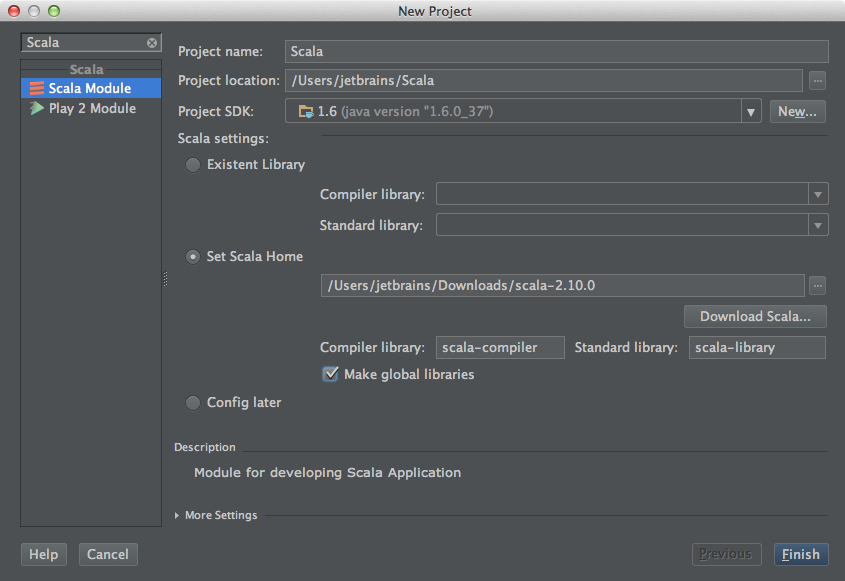 New Project
Scala
Scala
Scala Module
Play 2 Module
Project name: Scala
Project location: /Users/jetbrains/Scala ...
Project SDK: 1.6 (java version "1.6.0_37") New...
Scala settings:
Existent Library
Compiler library:
Standard library:
Set Scala Home
/Users/jetbrains/Downloads/scala-2.10.0 ...
Download Scala...
Compiler library: scala-compiler Standard library: scala-library
Make global libraries
Config later
Description
Module for developing Scala Application
More Settings
Help Cancel Previous Finish